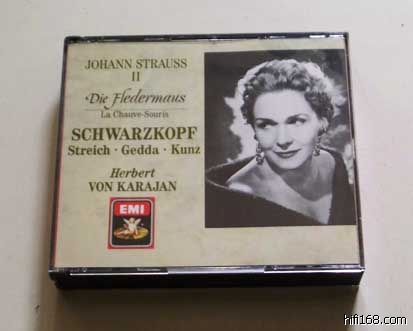 JOHANN STRAUSS
II
Die Fledermaus
La Chauve-Souris
SCHWARZKOPF
Streich · Gedda · Kunz
Herbert
VON KARAJAN
EMI
hifi168.com